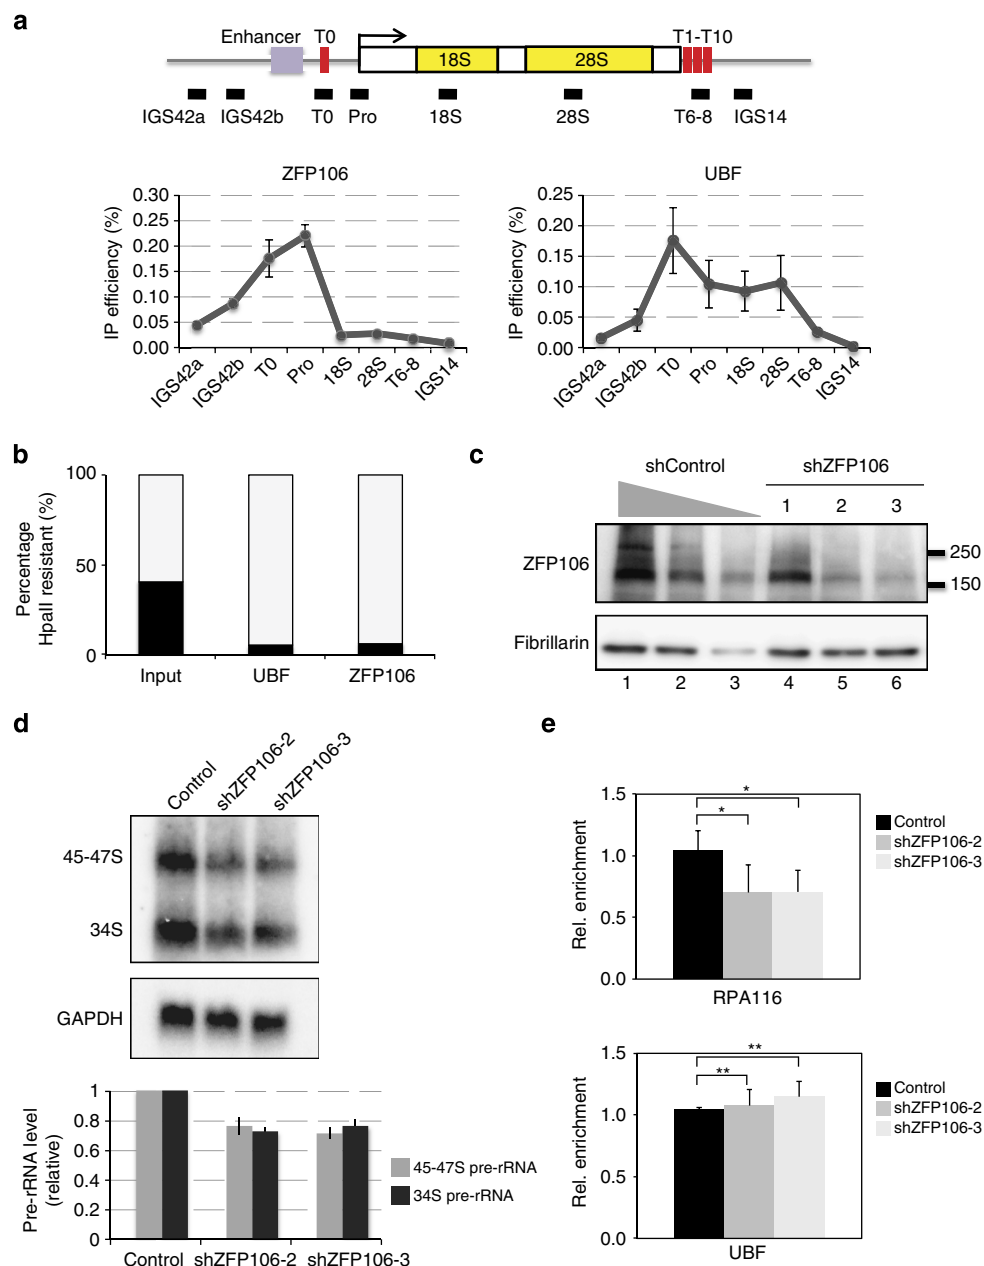 a
Enhancer T0 T1-T10
18S 28S
IGS42a IGS42b T0 Pro 18S 28S T6-8 IGS14
ZFP106
IP efficiency (%)
0.30
0.25
0.20
0.15
0.10
0.05
0.00
IGS42a IGS42b T0 Pro 18S 28S T6-8 IGS14
UBF
IP efficiency (%)
0.25
0.20
0.15
0.10
0.05
0.00
IGS42a IGS42b T0 Pro 18S 28S T6-8 IGS14
b
Percentage
HpaII resistant (%)
100
50
0
Input UBF ZFP106
c
shControl shZFP106
1 2 3
ZFP106
250
150
Fibrillarin
1 2 3 4 5 6
d
Control shZFP106-2 shZFP106-3
45-47S
34S
GAPDH
Pre-rRNA level
(relative)
1
0.8
0.6
0.4
0.2
0
Control shZFP106-2 shZFP106-3
45-47S pre-rRNA
34S pre-rRNA
e
Rel. enrichment
1.5
1.0
0.5
0.0
*
*
RPA116
Control
shZFP106-2
shZFP106-3
Rel. enrichment
1.5
1.0
0.5
0.0
**
**
UBF
Control
shZFP106-2
shZFP106-3